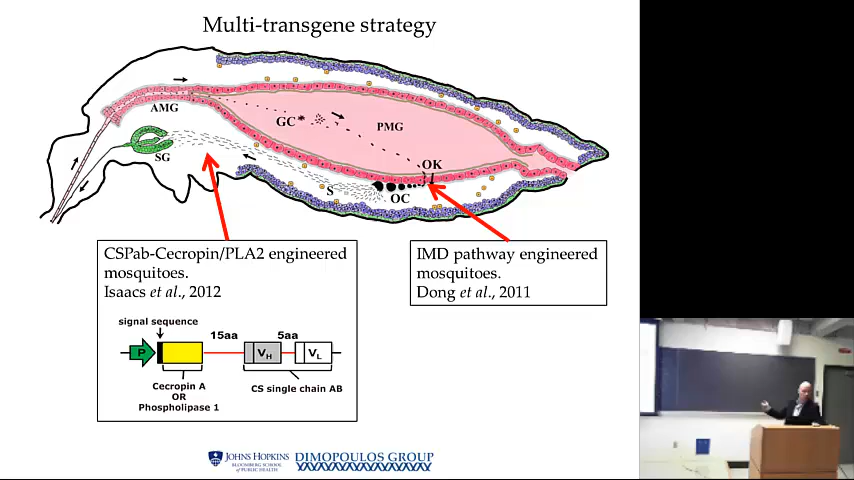 Multi-transgene strategy
AMG
GC*
PMG
SG
OK
S
OC
CSPab-Cecropin/PLA2 engineered
mosquitoes.
Isaacs et al., 2012
IMD pathway engineered
mosquitoes.
Dong et al., 2011
signal sequence
15aa
5aa
P
VH
VL
Cecropin A
OR
Phospholipase 1
CS single chain AB
JOHNS HOPKINS
BLOOMBERG SCHOOL
of PUBLIC HEALTH
DIMOPOULOS GROUP